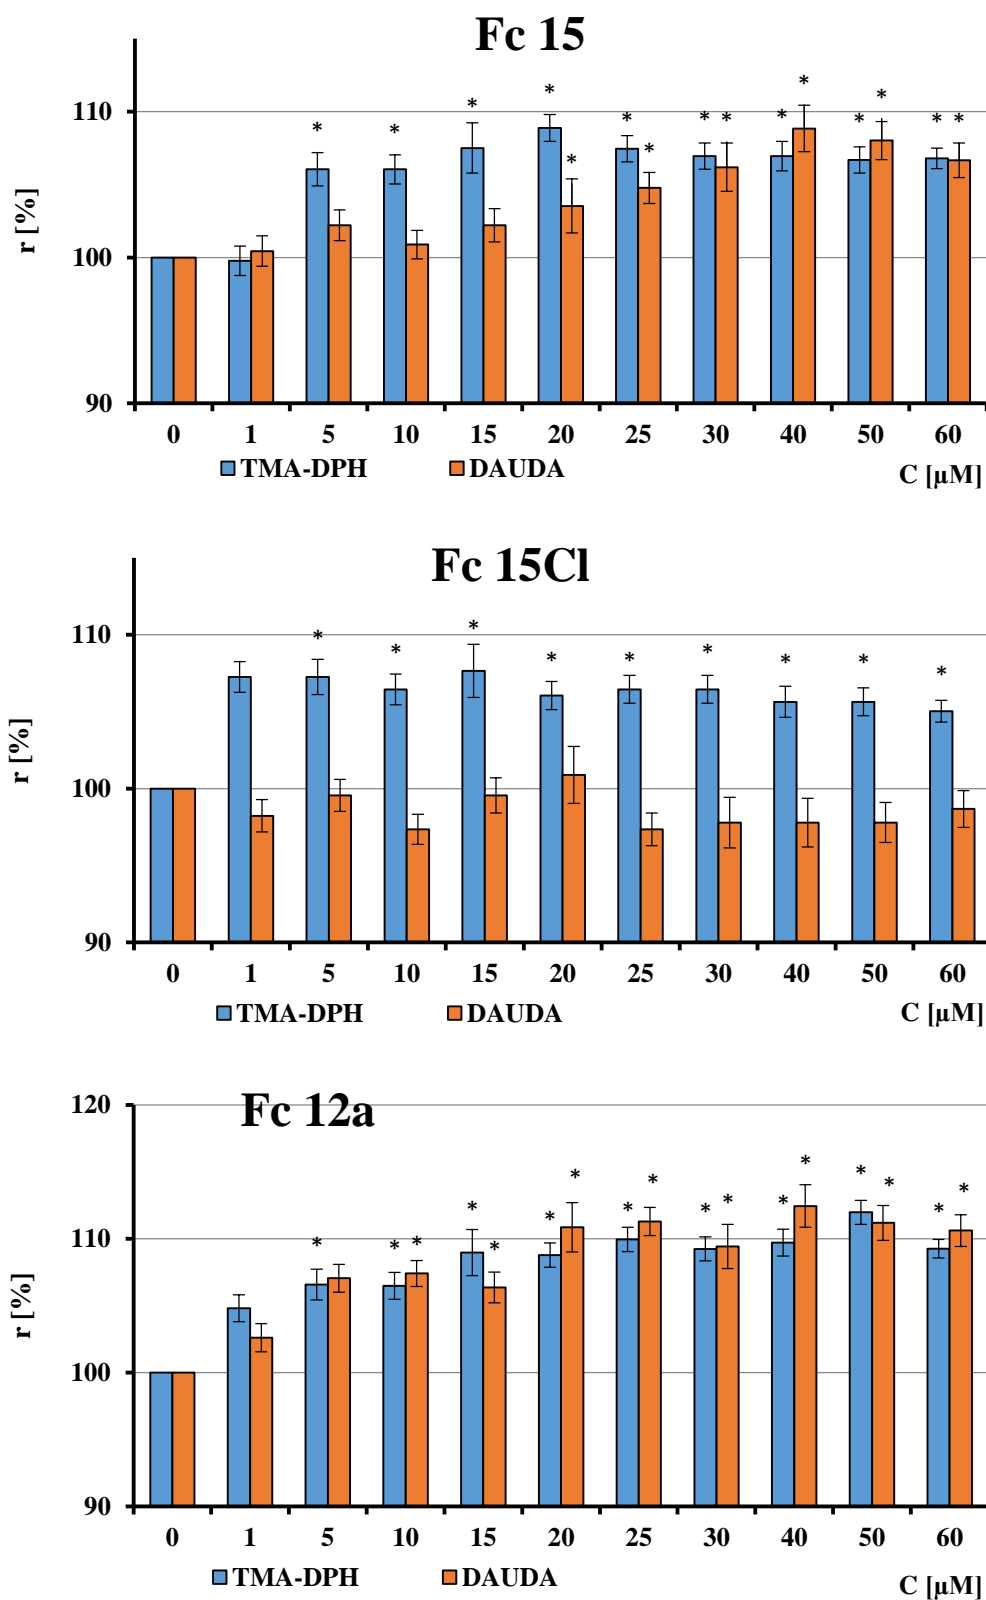 Fc 15
* * * * * * * * * * * * * * * *
110
100
90
r [%]
0 1 5 10 15 20 25 30 40 50 60
TMA-DPH DAUDA C [µM]
Fc 15Cl
* * * * * * * * *
110
100
90
r [%]
0 1 5 10 15 20 25 30 40 50 60
TMA-DPH DAUDA C [µM]
Fc 12a
120
* * * * * * * * * * * * * * * * *
110
100
90
r [%]
0 1 5 10 15 20 25 30 40 50 60
TMA-DPH DAUDA C [µM]